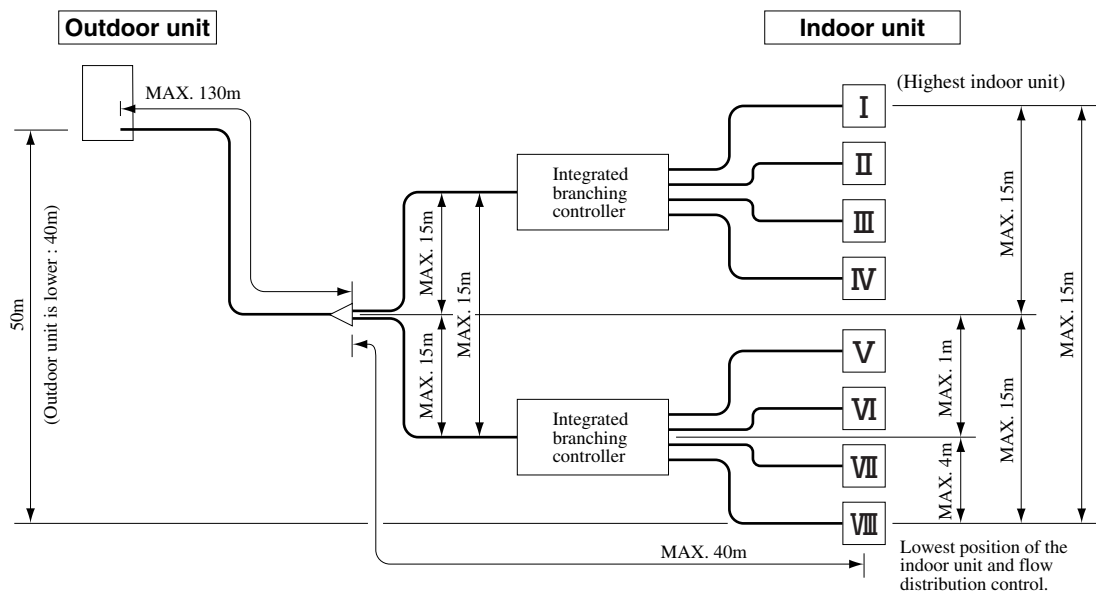 Outdoor unit
Indoor unit
MAX. 130m
(Highest indoor unit)
50m
(Outdoor unit is lower : 40m)
Integrated
branching
controller
MAX. 15m
MAX. 15m
MAX. 15m
Integrated
branching
controller
I
II
III
IV
V
VI
VII
VIII
MAX. 15m
MAX. 15m
MAX. 1m
MAX. 15m
MAX. 4m
MAX. 40m
Lowest position of the
indoor unit and flow
distribution control.